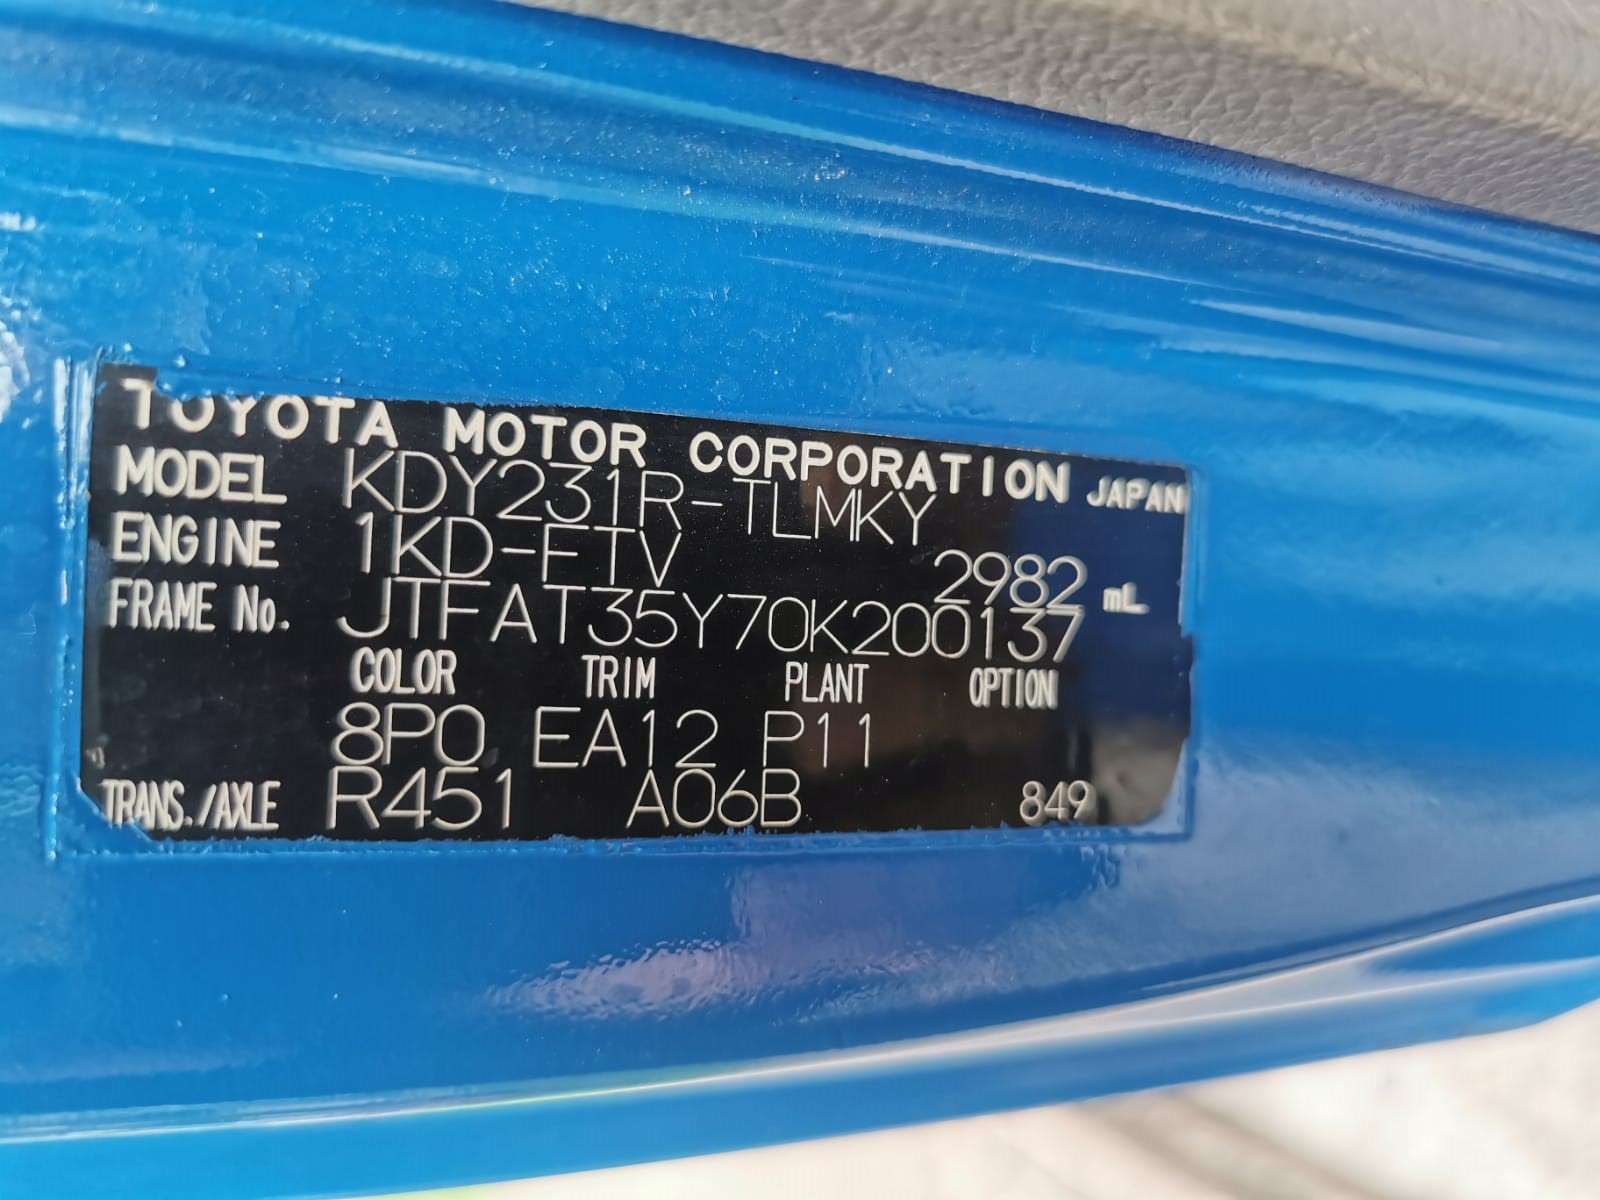 TOYOTA MOTOR CORPORATION JAPAN
MODEL KDY231R-TLMKY
ENGINE 1KD-FTV 2982 mL
FRAME No. JTFAT35Y70K200137
COLOR TRIM PLANT OPTION
8P0 EA12 P11
TRANS./AXLE R451 A06B 849